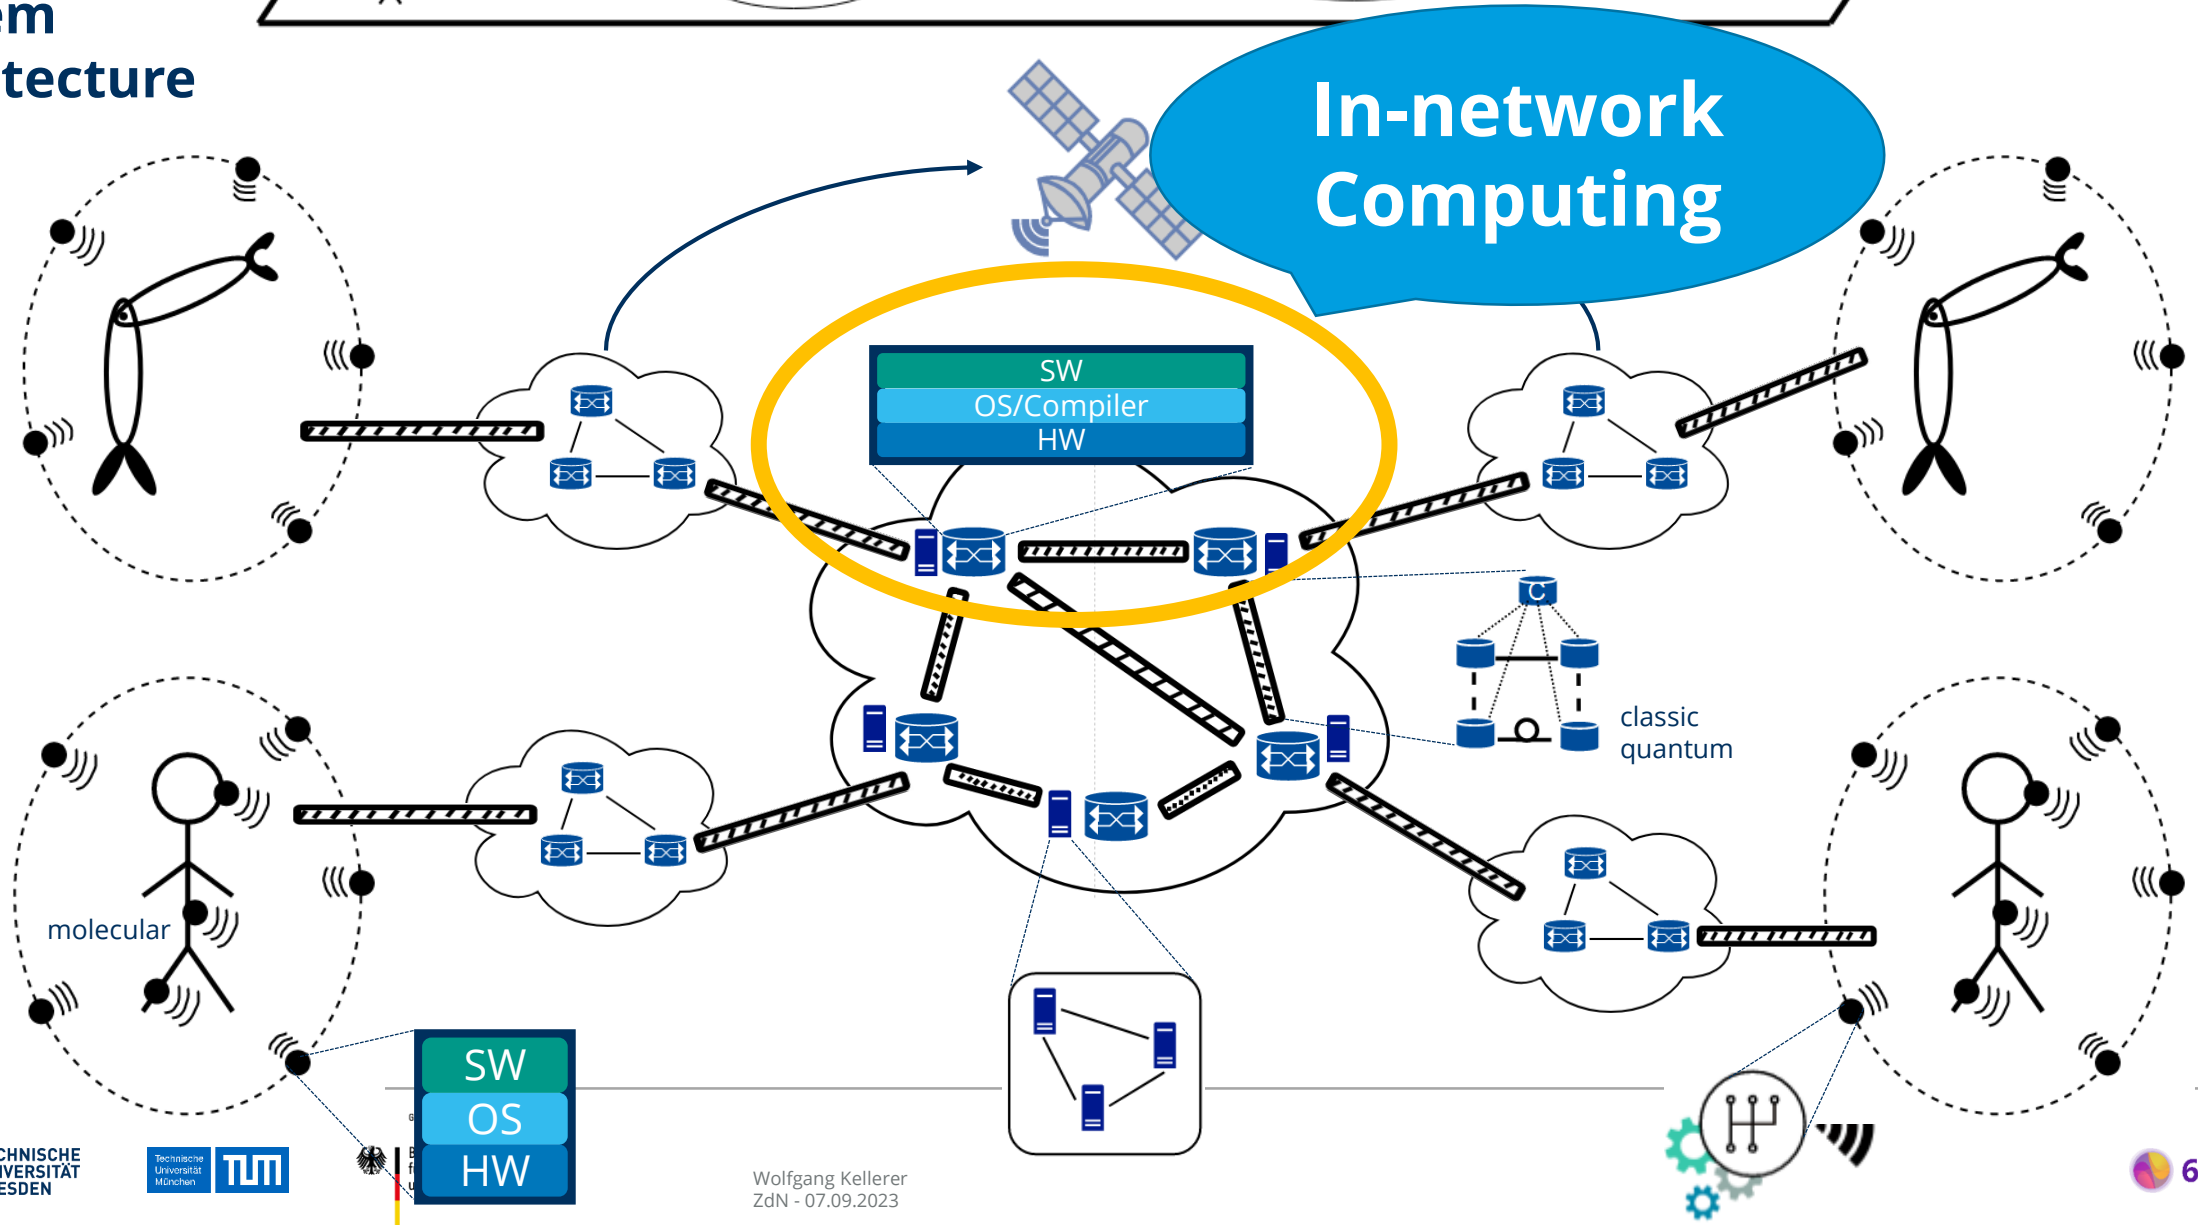 em
tecture
In-network
Computing
SW
OS/Compiler
HW
C
classic
quantum
molecular
SW
OS
HW
CHNISCHE
IVERSITÄT
ESDEN
Technische
Universität
München
TUM
Wolfgang Kellerer
ZdN - 07.09.2023
6